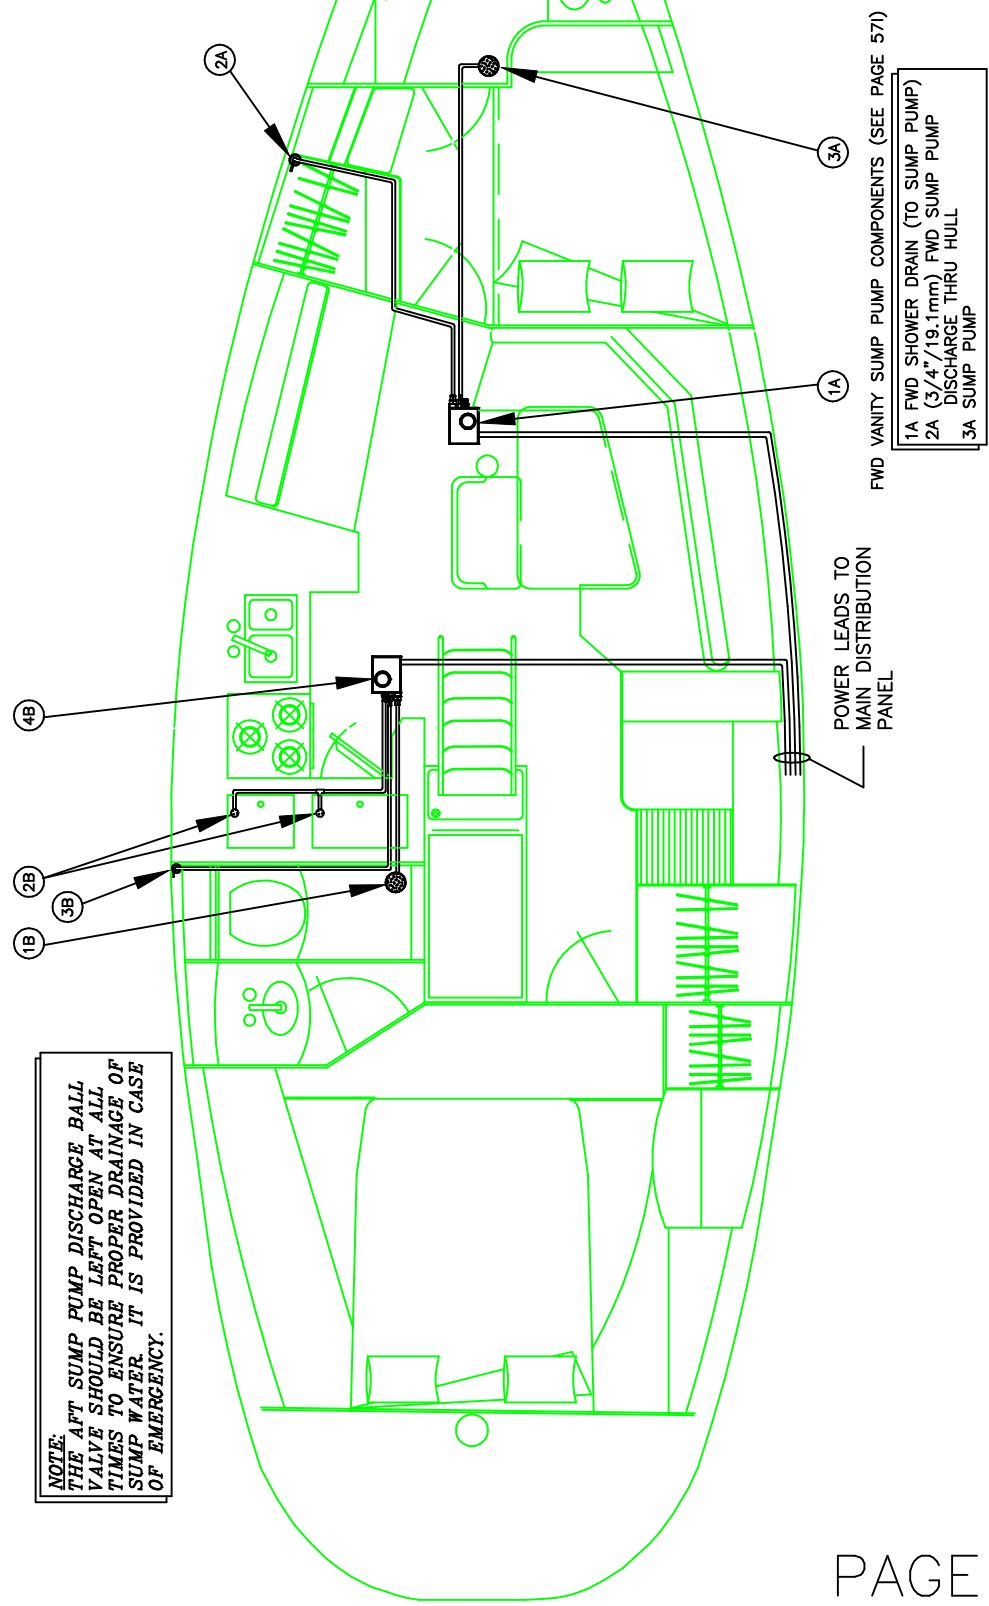 NOTE:
THE AFT SUMP PUMP DISCHARGE BALL
VALVE SHOULD BE LEFT OPEN AT ALL
TIMES TO ENSURE PROPER DRAINAGE OF
SUMP WATER. IT IS PROVIDED IN CASE
OF EMERGENCY.
1B
3B
2B
4B
2A
3A
1A
POWER LEADS TO
MAIN DISTRIBUTION
PANEL
FWD VANITY SUMP PUMP COMPONENTS (SEE PAGE 57I)
1A FWD SHOWER DRAIN (TO SUMP PUMP)
2A (3/4"/19.1mm) FWD SUMP PUMP
DISCHARGE THRU HULL
3A SUMP PUMP
PAGE